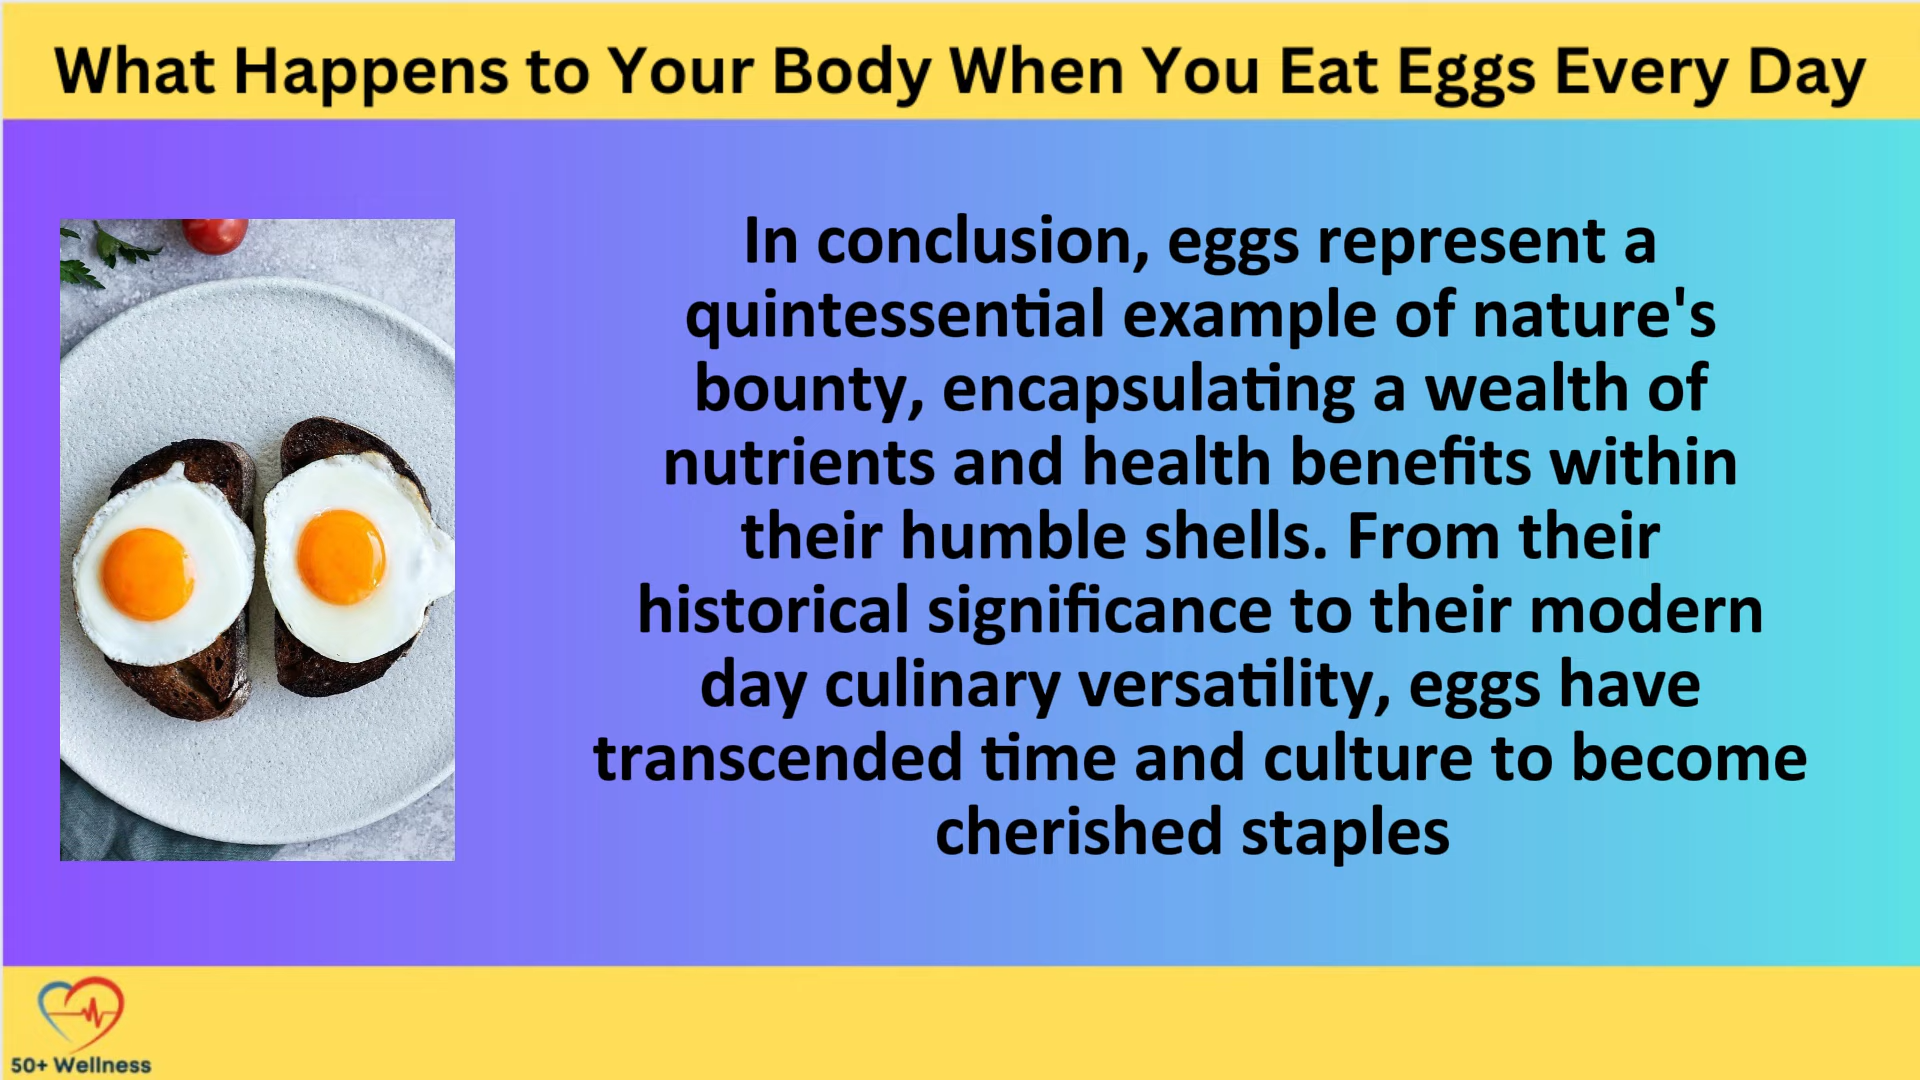 What Happens to Your Body When You Eat Eggs Every Day
In conclusion, eggs represent a
quintessential example of nature's
bounty, encapsulating a wealth of
nutrients and health benefits within
their humble shells. From their
historical significance to their modern
day culinary versatility, eggs have
transcended time and culture to become
cherished staples
50+ Wellness